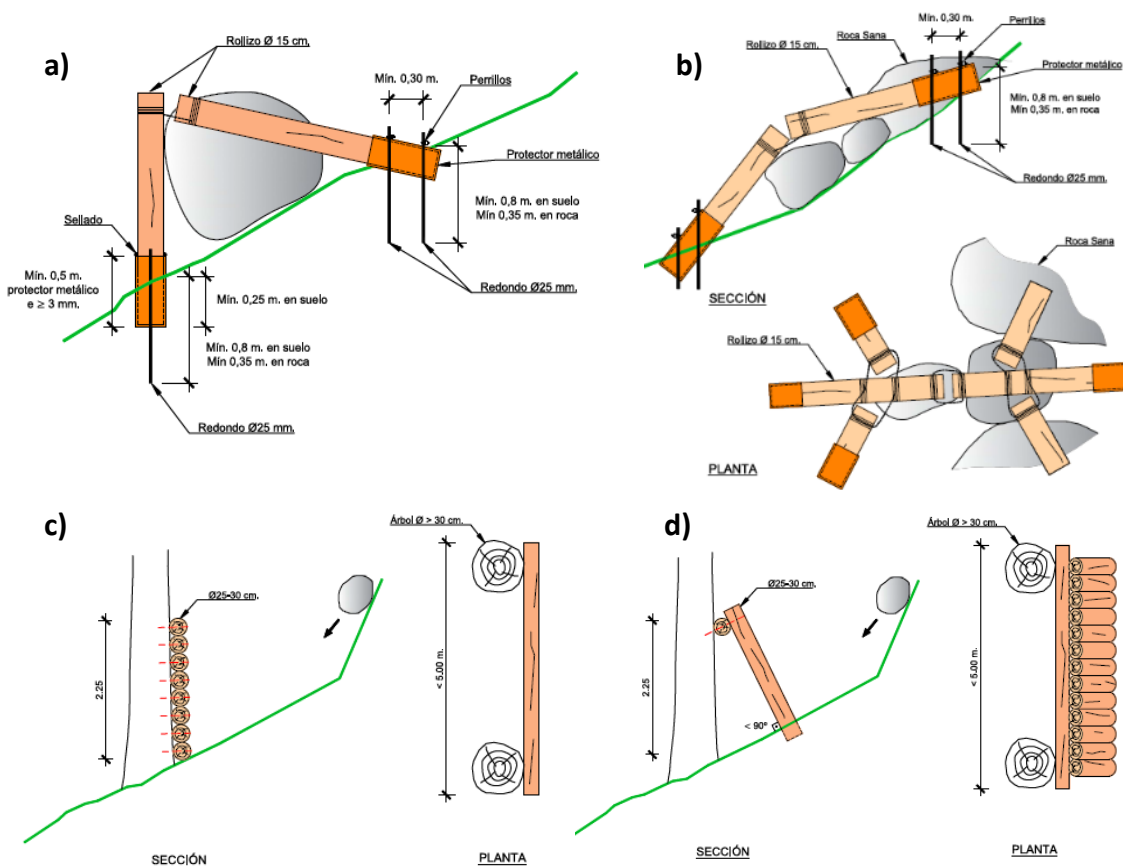 a)
Rollizo Ø 15 cm.
Mín. 0,30 m.
Perrillos
Protector metálico
Mín. 0,8 m. en suelo
Mín 0,35 m. en roca
Sellado
Mín. 0,5 m.
protector metálico
e ≥ 3 mm.
Mín. 0,25 m. en suelo
Redondo Ø25 mm.
Mín. 0,8 m. en suelo
Mín 0,35 m. en roca
Redondo Ø25 mm.
b)
Mín. 0,30 m.
Perrillos
Roca Sana
Rollizo Ø 15 cm.
Protector metálico
Mín. 0,8 m. en suelo
Mín 0,35 m. en roca
Redondo Ø25 mm.
SECCIÓN
Roca Sana
Rollizo Ø 15 cm.
PLANTA
c)
Árbol Ø > 30 cm.
Ø25-30 cm.
2.25
< 5.00 m.
SECCIÓN
PLANTA
d)
Árbol Ø > 30 cm.
Ø25-30 cm.
2.25
< 90º
< 5.00 m.
SECCIÓN
PLANTA